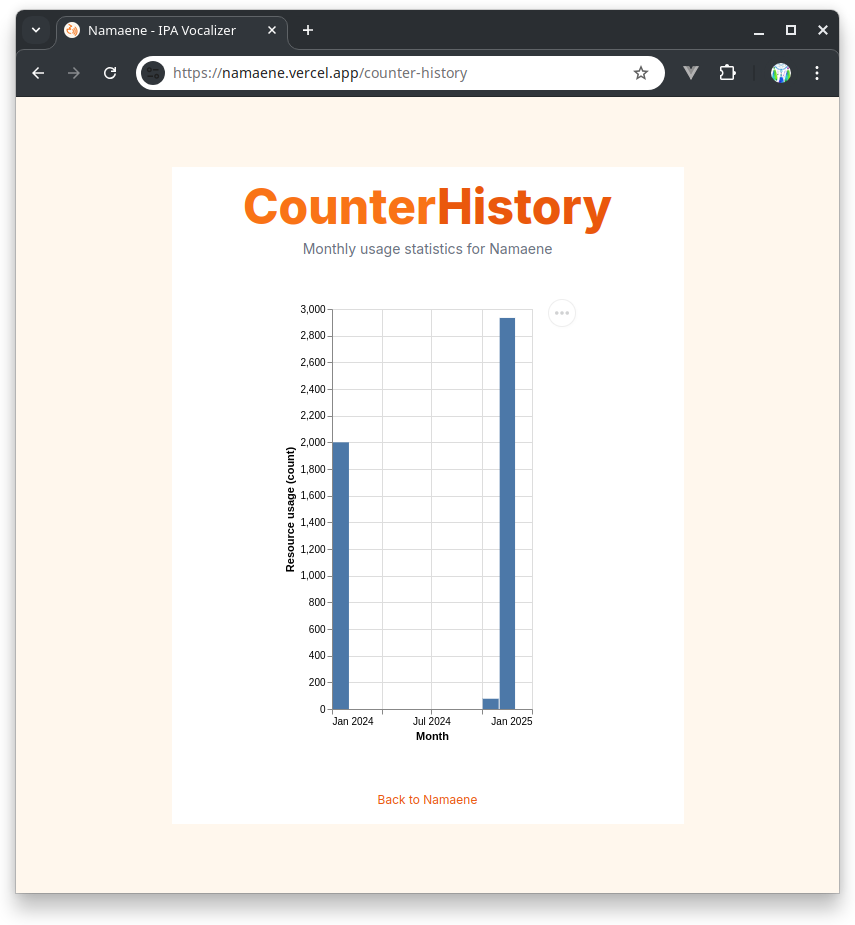 Namaene - IPA Vocalizer
https://namaene.vercel.app/counter-history
CounterHistory
Monthly usage statistics for Namaene
3,000
2,800
2,600
2,400
2,200
2,000
1,800
1,600
1,400
1,200
1,000
800
600
400
200
0
Resource usage (count)
Jan 2024 Jul 2024 Jan 2025
Month
Back to Namaene